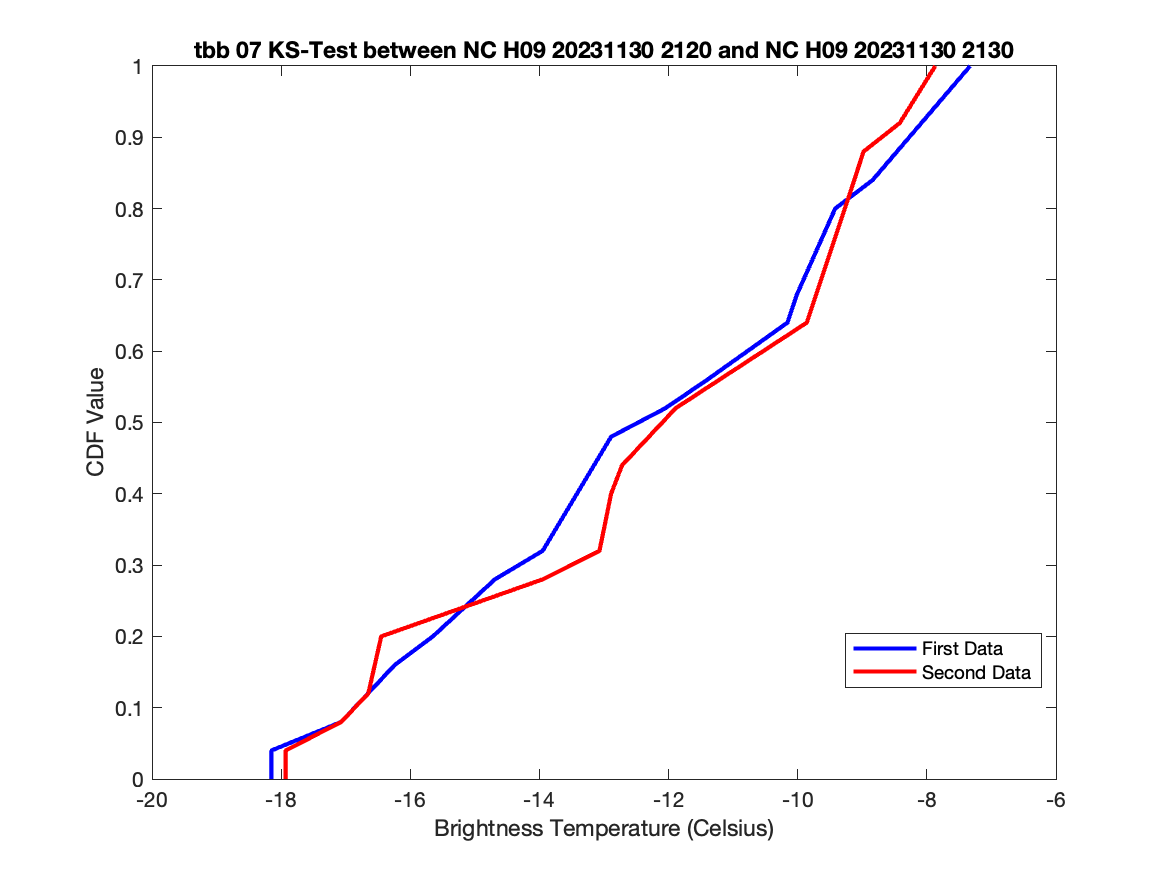 tbb 07 KS-Test between NC H09 20231130 2120 and NC H09 20231130 2130
1
0.9
0.8
0.7
0.6
0.5
0.4
0.3
0.2
0.1
0
CDF Value
First Data
Second Data
-20 -18 -16 -14 -12 -10 -8 -6
Brightness Temperature (Celsius)